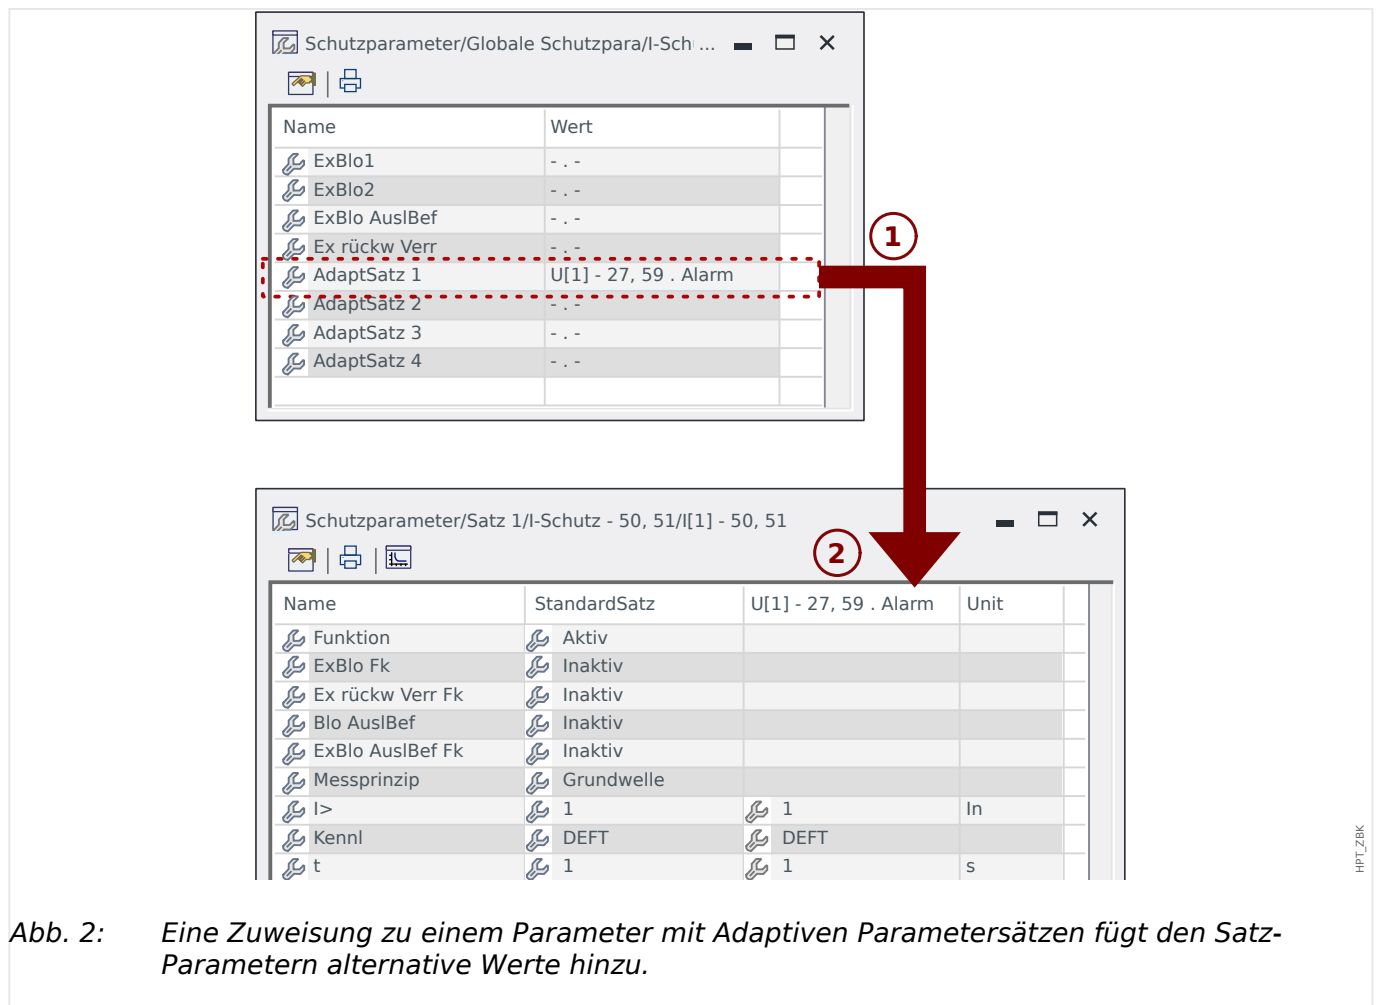 Schutzparameter/Globale Schutzpara/I-Sch ...
Name Wert
ExBlo1 - . -
ExBlo2 - . -
ExBlo AuslBef - . -
Ex rückw Verr - . -
AdaptSatz 1 U[1] - 27, 59 . Alarm
AdaptSatz 2 - . -
AdaptSatz 3 - . -
AdaptSatz 4 - . -
1
Schutzparameter/Satz 1/I-Schutz - 50, 51/I[1] - 50, 51
2
Name StandardSatz U[1] - 27, 59 . Alarm Unit
Funktion Aktiv
ExBlo Fk Inaktiv
Ex rückw Verr Fk Inaktiv
Blo AuslBef Inaktiv
ExBlo AuslBef Fk Inaktiv
Messprinzip Grundwelle
I> 1 1 In
Kennl DEFT DEFT
t 1 1 s
HPT_ZBK
Abb. 2: Eine Zuweisung zu einem Parameter mit Adaptiven Parametersätzen fügt den Satz-
Parametern alternative Werte hinzu.